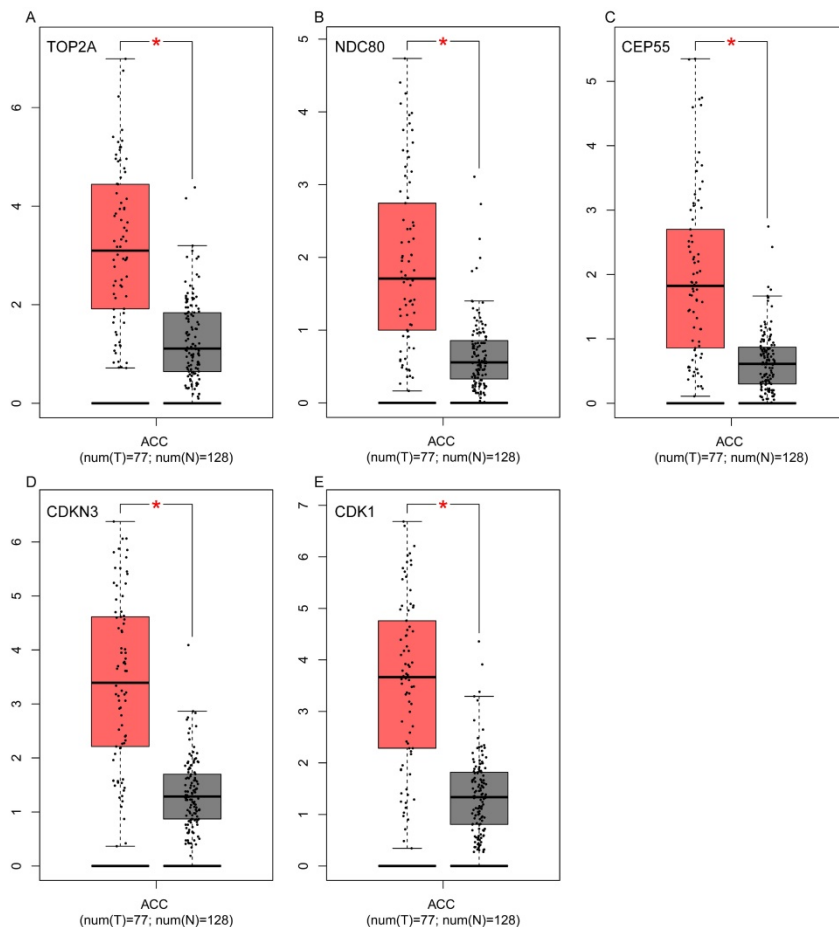 A
TOP2A
*
6
4
2
0
ACC
(num(T)=77; num(N)=128)
B
NDC80
*
5
4
3
2
1
0
ACC
(num(T)=77; num(N)=128)
C
CEP55
*
5
4
3
2
1
0
ACC
(num(T)=77; num(N)=128)
D
CDKN3
*
6
5
4
3
2
1
0
ACC
(num(T)=77; num(N)=128)
E
CDK1
*
7
6
5
4
3
2
1
0
ACC
(num(T)=77; num(N)=128)